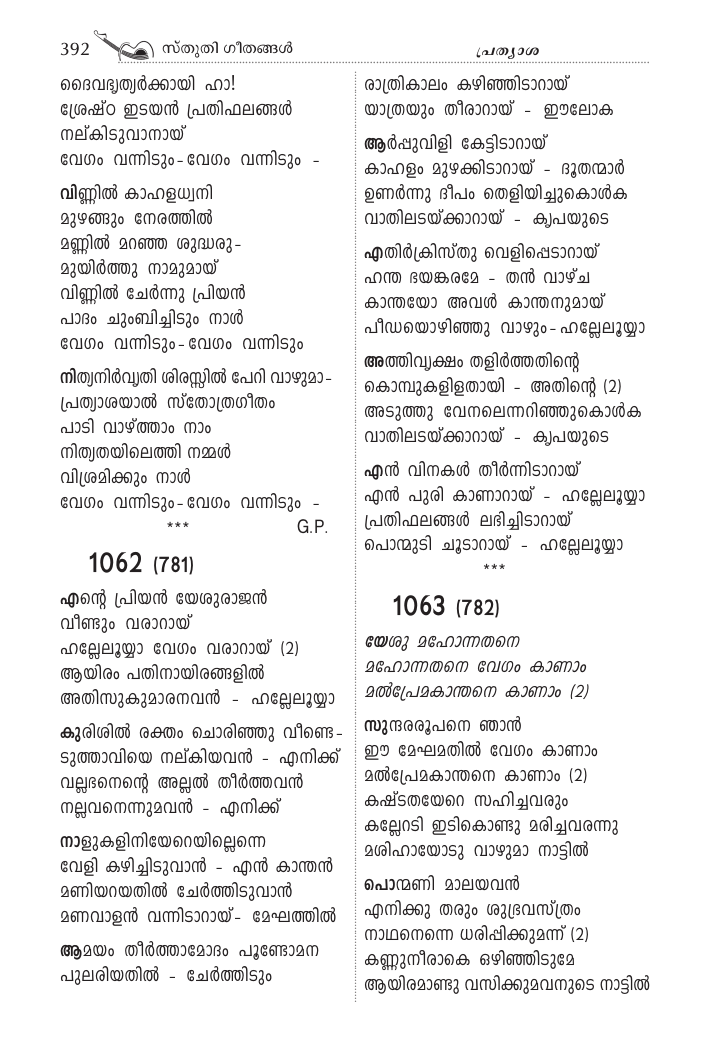 392 സ്തുതി ഗീതങ്ങൾ
പ്രത്യാശ
ദൈവഭൃത്യർക്കായി ഹാ!
ശ്രേഷ്ഠ ഇടയൻ പ്രതിഫലങ്ങൾ
നല്കിടുവാനായ്
വേഗം വന്നിടും-വേഗം വന്നിടും –
വിണ്ണിൽ കാഹളധ്വനി
മുഴങ്ങും നേരത്തിൽ
മണ്ണിൽ മറഞ്ഞ ശുദ്ധരു-
മുയിർത്തു നാമുമായ്
വിണ്ണിൽ ചേർന്നു പ്രിയൻ
പാദം ചുംബിച്ചിടും നാൾ
വേഗം വന്നിടും-വേഗം വന്നിടും
നിത്യനിർവൃതി ശിരസ്സിൽ പേറി വാഴുമാ-
പ്രത്യാശയാൽ സ്തോത്രഗീതം
പാടി വാഴ്ത്താം നാം
നിത്യതയിലെത്തി നമ്മൾ
വിശ്രമിക്കും നാൾ
വേഗം വന്നിടും-വേഗം വന്നിടും –
*** G.P.
1062 (781)
എന്റെ പ്രിയൻ യേശുരാജൻ
വീണ്ടും വരാറായ്
ഹല്ലേലൂയ്യാ വേഗം വരാറായ് (2)
ആയിരം പതിനായിരങ്ങളിൽ
അതിസുകുമാരനവൻ – ഹല്ലേലൂയ്യാ
കുരിശിൽ രക്തം ചൊരിഞ്ഞു വീണ്ടെ-
ടുത്താവിയെ നല്കിയവൻ – എനിക്ക്
വല്ലഭനെന്റെ അല്ലൽ തീർത്തവൻ
നല്ലവനെന്നുമവൻ – എനിക്ക്
നാളുകളിനിയേറെയില്ലെന്നെ
വേളി കഴിച്ചിടുവാൻ – എൻ കാന്തൻ
മണിയറയതിൽ ചേർത്തിടുവാൻ
മണവാളൻ വന്നിടാറായ്– മേഘത്തിൽ
ആമയം തീർത്താമോദം പൂണ്ടോമന
പുലരിയതിൽ – ചേർത്തിടും
രാത്രികാലം കഴിഞ്ഞിടാറായ്
യാത്രയും തീരാറായ് – ഈലോക
ആർപ്പുവിളി കേട്ടിടാറായ്
കാഹളം മുഴക്കിടാറായ് – ദൂതന്മാർ
ഉണർന്നു ദീപം തെളിയിച്ചുകൊൾക
വാതിലടയ്ക്കാറായ് – കൃപയുടെ
എതിർക്രിസ്തു വെളിപ്പെടാറായ്
ഹന്ത ഭയങ്കരമേ – തൻ വാഴ്ച
കാന്തയോ അവൾ കാന്തനുമായ്
പീഡയൊഴിഞ്ഞു വാഴും–ഹല്ലേലൂയ്യാ
അത്തിവൃക്ഷം തളിർത്തതിന്റെ
കൊമ്പുകളിളതായി – അതിന്റെ (2)
അടുത്തു വേനലെന്നറിഞ്ഞുകൊൾക
വാതിലടയ്ക്കാറായ് – കൃപയുടെ
എൻ വിനകൾ തീർന്നിടാറായ്
എൻ പുരി കാണാറായ് – ഹല്ലേലൂയ്യാ
പ്രതിഫലങ്ങൾ ലഭിച്ചിടാറായ്
പൊന്മുടി ചൂടാറായ് – ഹല്ലേലൂയ്യാ
***
1063 (782)
യേശു മഹോന്നതനെ
മഹോന്നതനെ വേഗം കാണാം
മൽപ്രേമകാന്തനെ കാണാം (2)
സുന്ദരരൂപനെ ഞാൻ
ഈ മേഘമതിൽ വേഗം കാണാം
മൽപ്രേമകാന്തനെ കാണാം (2)
കഷ്ടതയേറെ സഹിച്ചവരും
കല്ലേറടി ഇടികൊണ്ടു മരിച്ചവരന്നു
മശിഹായോടു വാഴുമാ നാട്ടിൽ
പൊന്മണി മാലയവൻ
എനിക്കു തരും ശുഭ്രവസ്ത്രം
നാഥനെന്നെ ധരിപ്പിക്കുമന്ന് (2)
കണ്ണുനീരാകെ ഒഴിഞ്ഞിടുമേ
ആയിരമാണ്ടു വസിക്കുമവനുടെ നാട്ടിൽ